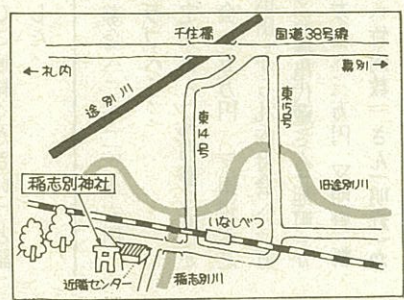 千住橋
国道38号線
←札内
幕別→
途別川
東14号
東15号
稲志別神社
旧途別川
いなしべつ
稲志別川
近隣センター